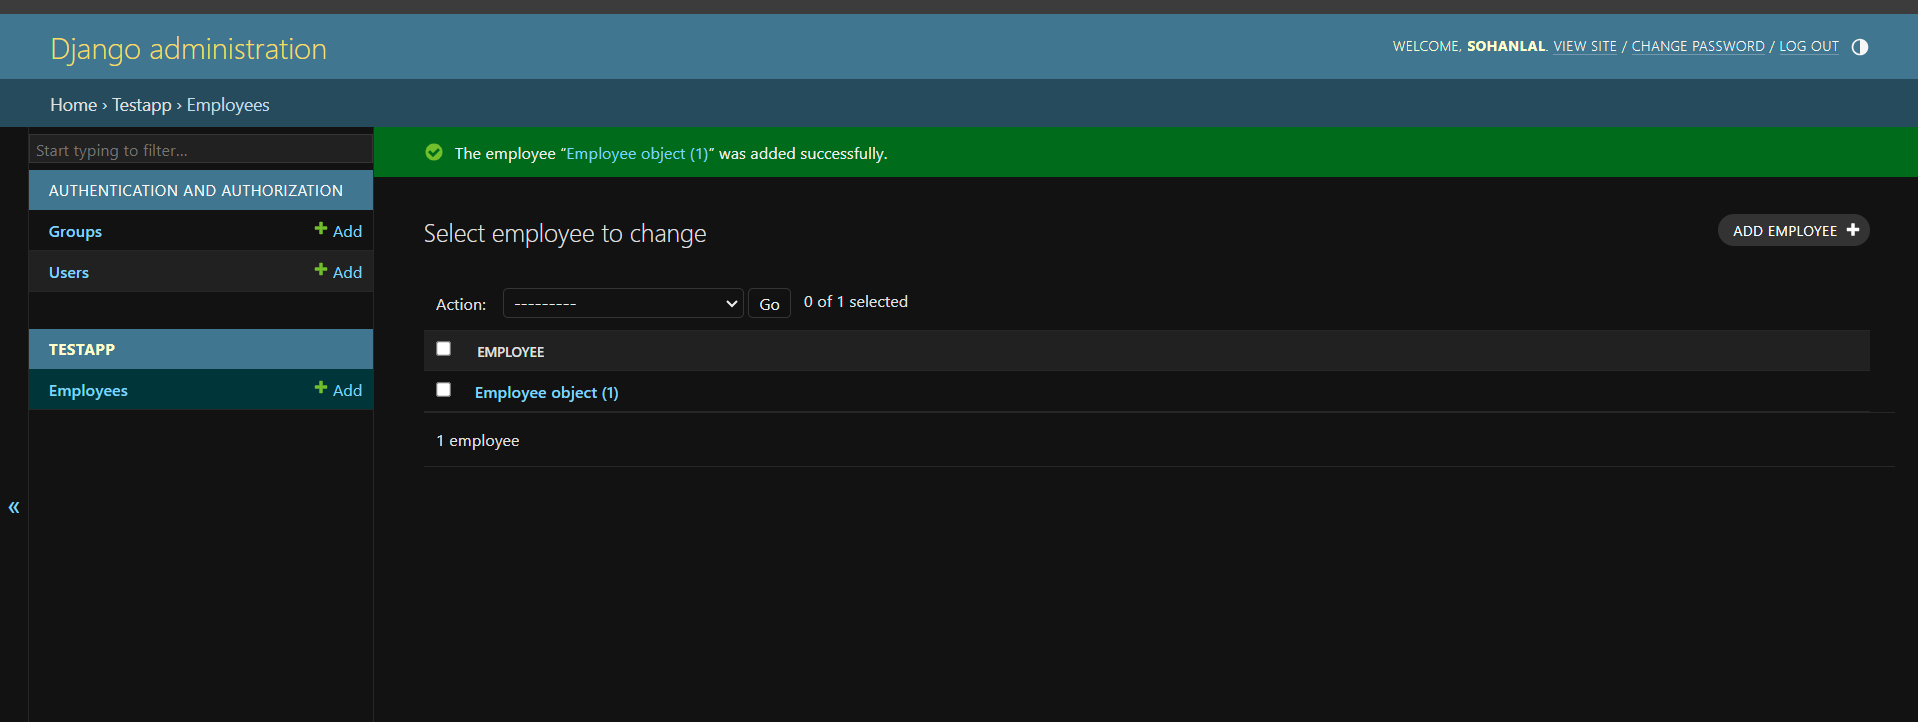 Django administration
WELCOME, SOHANLAL. VIEW SITE / CHANGE PASSWORD / LOG OUT
Home › Testapp › Employees
Start typing to filter...
AUTHENTICATION AND AUTHORIZATION
Groups + Add
Users + Add
TESTAPP
Employees + Add
«
The employee “Employee object (1)” was added successfully.
Select employee to change
ADD EMPLOYEE +
Action: --------- Go 0 of 1 selected
EMPLOYEE
Employee object (1)
1 employee